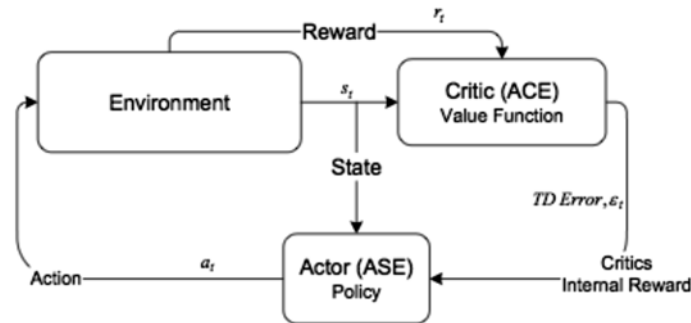 r_t
Reward
Environment
s_t
Critic (ACE)
Value Function
State
TD Error, ε_t
Actor (ASE)
Policy
a_t
Action
Critics
Internal Reward